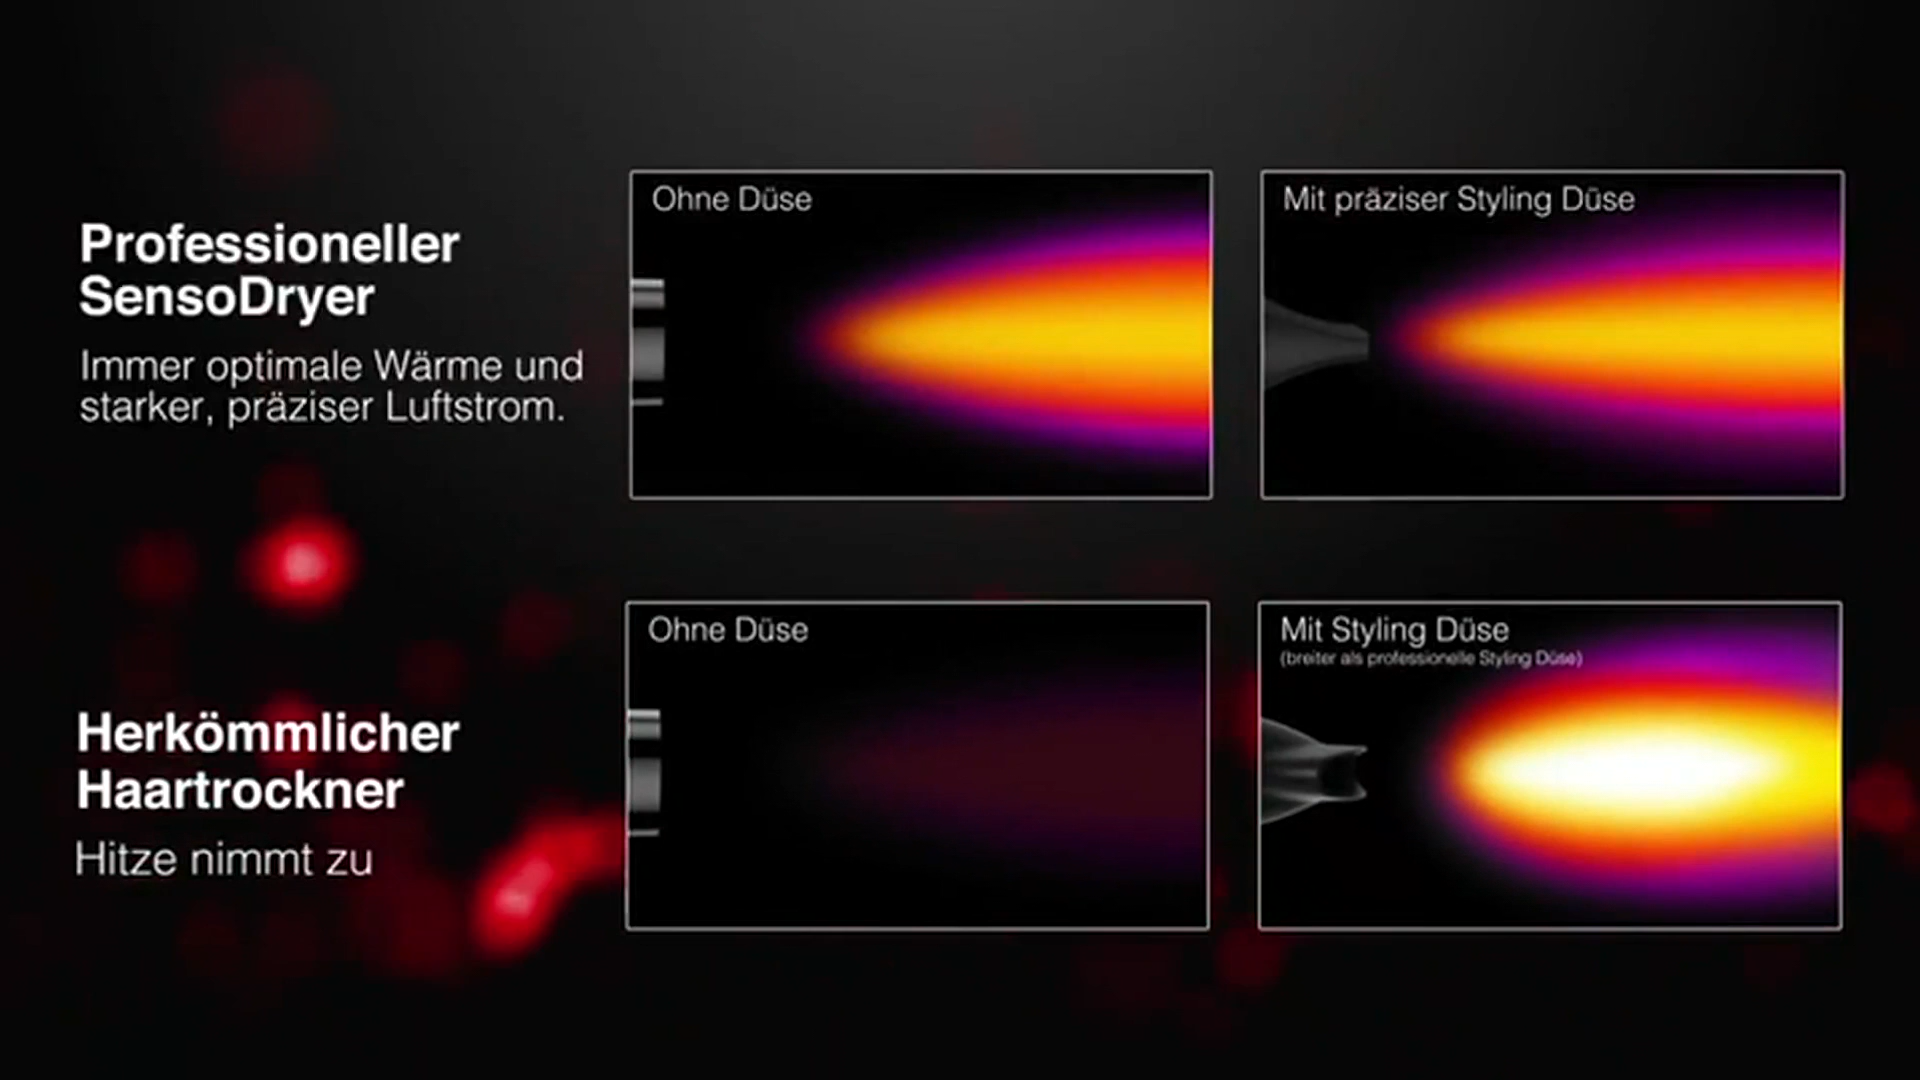 Professioneller
SensoDryer
Immer optimale Wärme und
starker, präziser Luftstrom.
Ohne Düse
Mit präziser Styling Düse
Herkömmlicher
Haartrockner
Hitze nimmt zu
Ohne Düse
Mit Styling Düse
(breiter als professionelle Styling Düse)